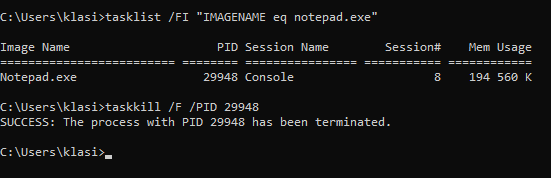 C:\Users\klasi>tasklist /FI "IMAGENAME eq notepad.exe"
Image Name                     PID Session Name        Session#    Mem Usage
========================= ======== ================ =========== ============
Notepad.exe                  29948 Console                    8    194 560 K
C:\Users\klasi>taskkill /F /PID 29948
SUCCESS: The process with PID 29948 has been terminated.
C:\Users\klasi>_